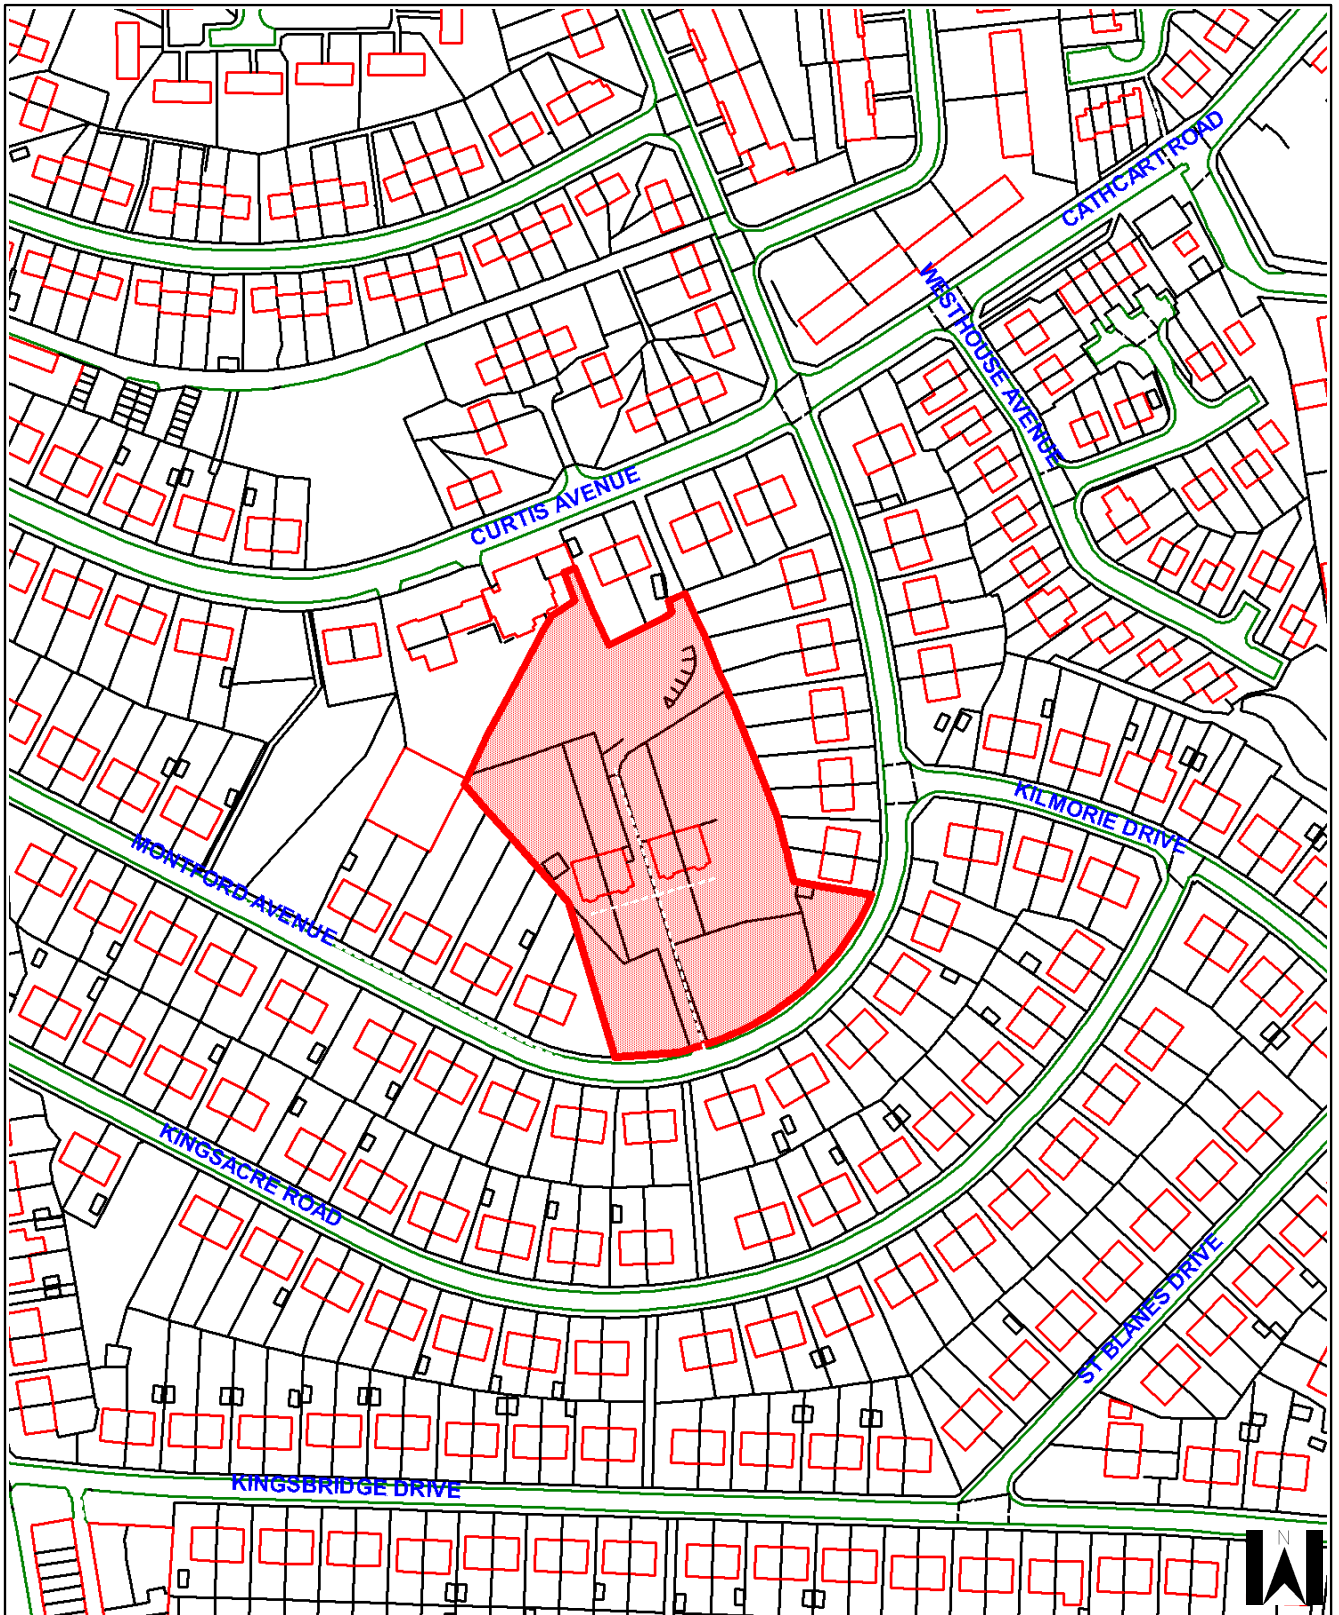 CATHCART ROAD
WESTHOUSE AVENUE
CURTIS AVENUE
KILMORIE DRIVE
MONTFORD AVENUE
KINGSACRE ROAD
ST BLANES DRIVE
KINGSBRIDGE DRIVE
N